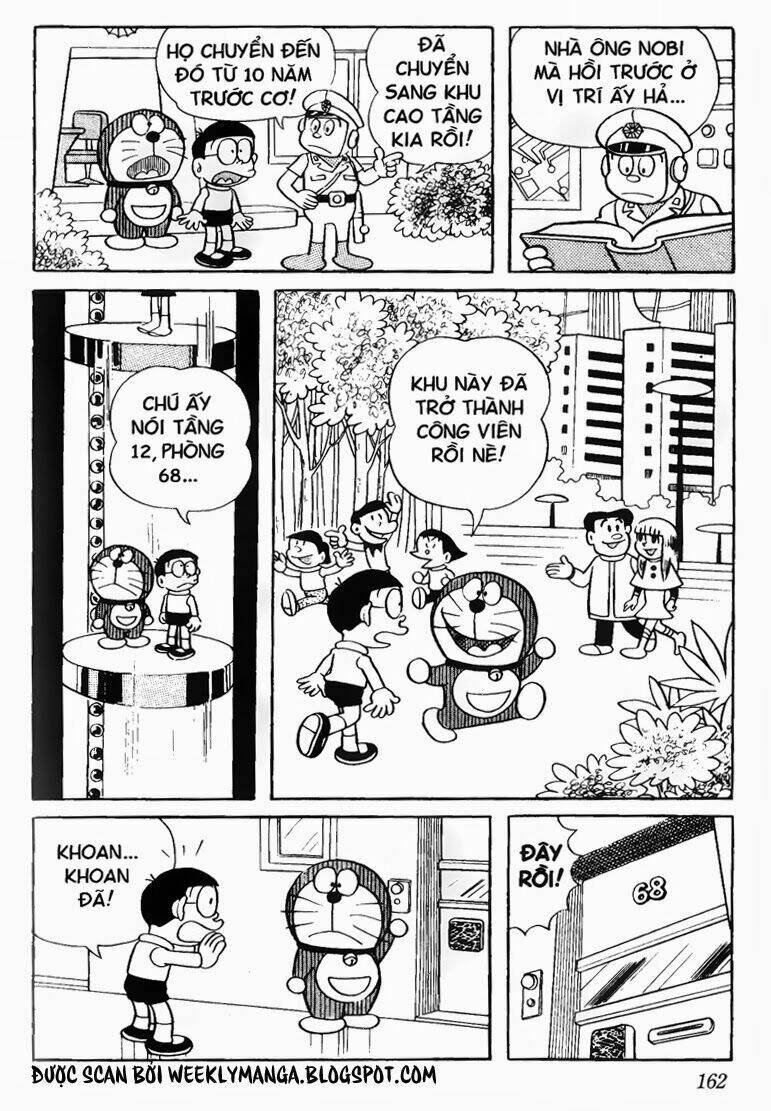 NHÀ ÔNG NOBI
MÀ HỒI TRƯỚC Ở
VỊ TRÍ ẤY HẢ...
ĐÃ
CHUYỂN
SANG KHU
CAO TẦNG
KIA RỒI!
HỌ CHUYỂN ĐẾN
ĐÓ TỪ 10 NĂM
TRƯỚC CƠ!
KHU NÀY ĐÃ
TRỞ THÀNH
CÔNG VIÊN
RỒI NÈ!
CHÚ ẤY
NÓI TẦNG
12, PHÒNG
68...
ĐÂY
RỒI!
68
KHOAN...
KHOAN
ĐÃ!
ĐƯỢC SCAN BỞI WEEKLYMANGA.BLOGSPOT.COM
162